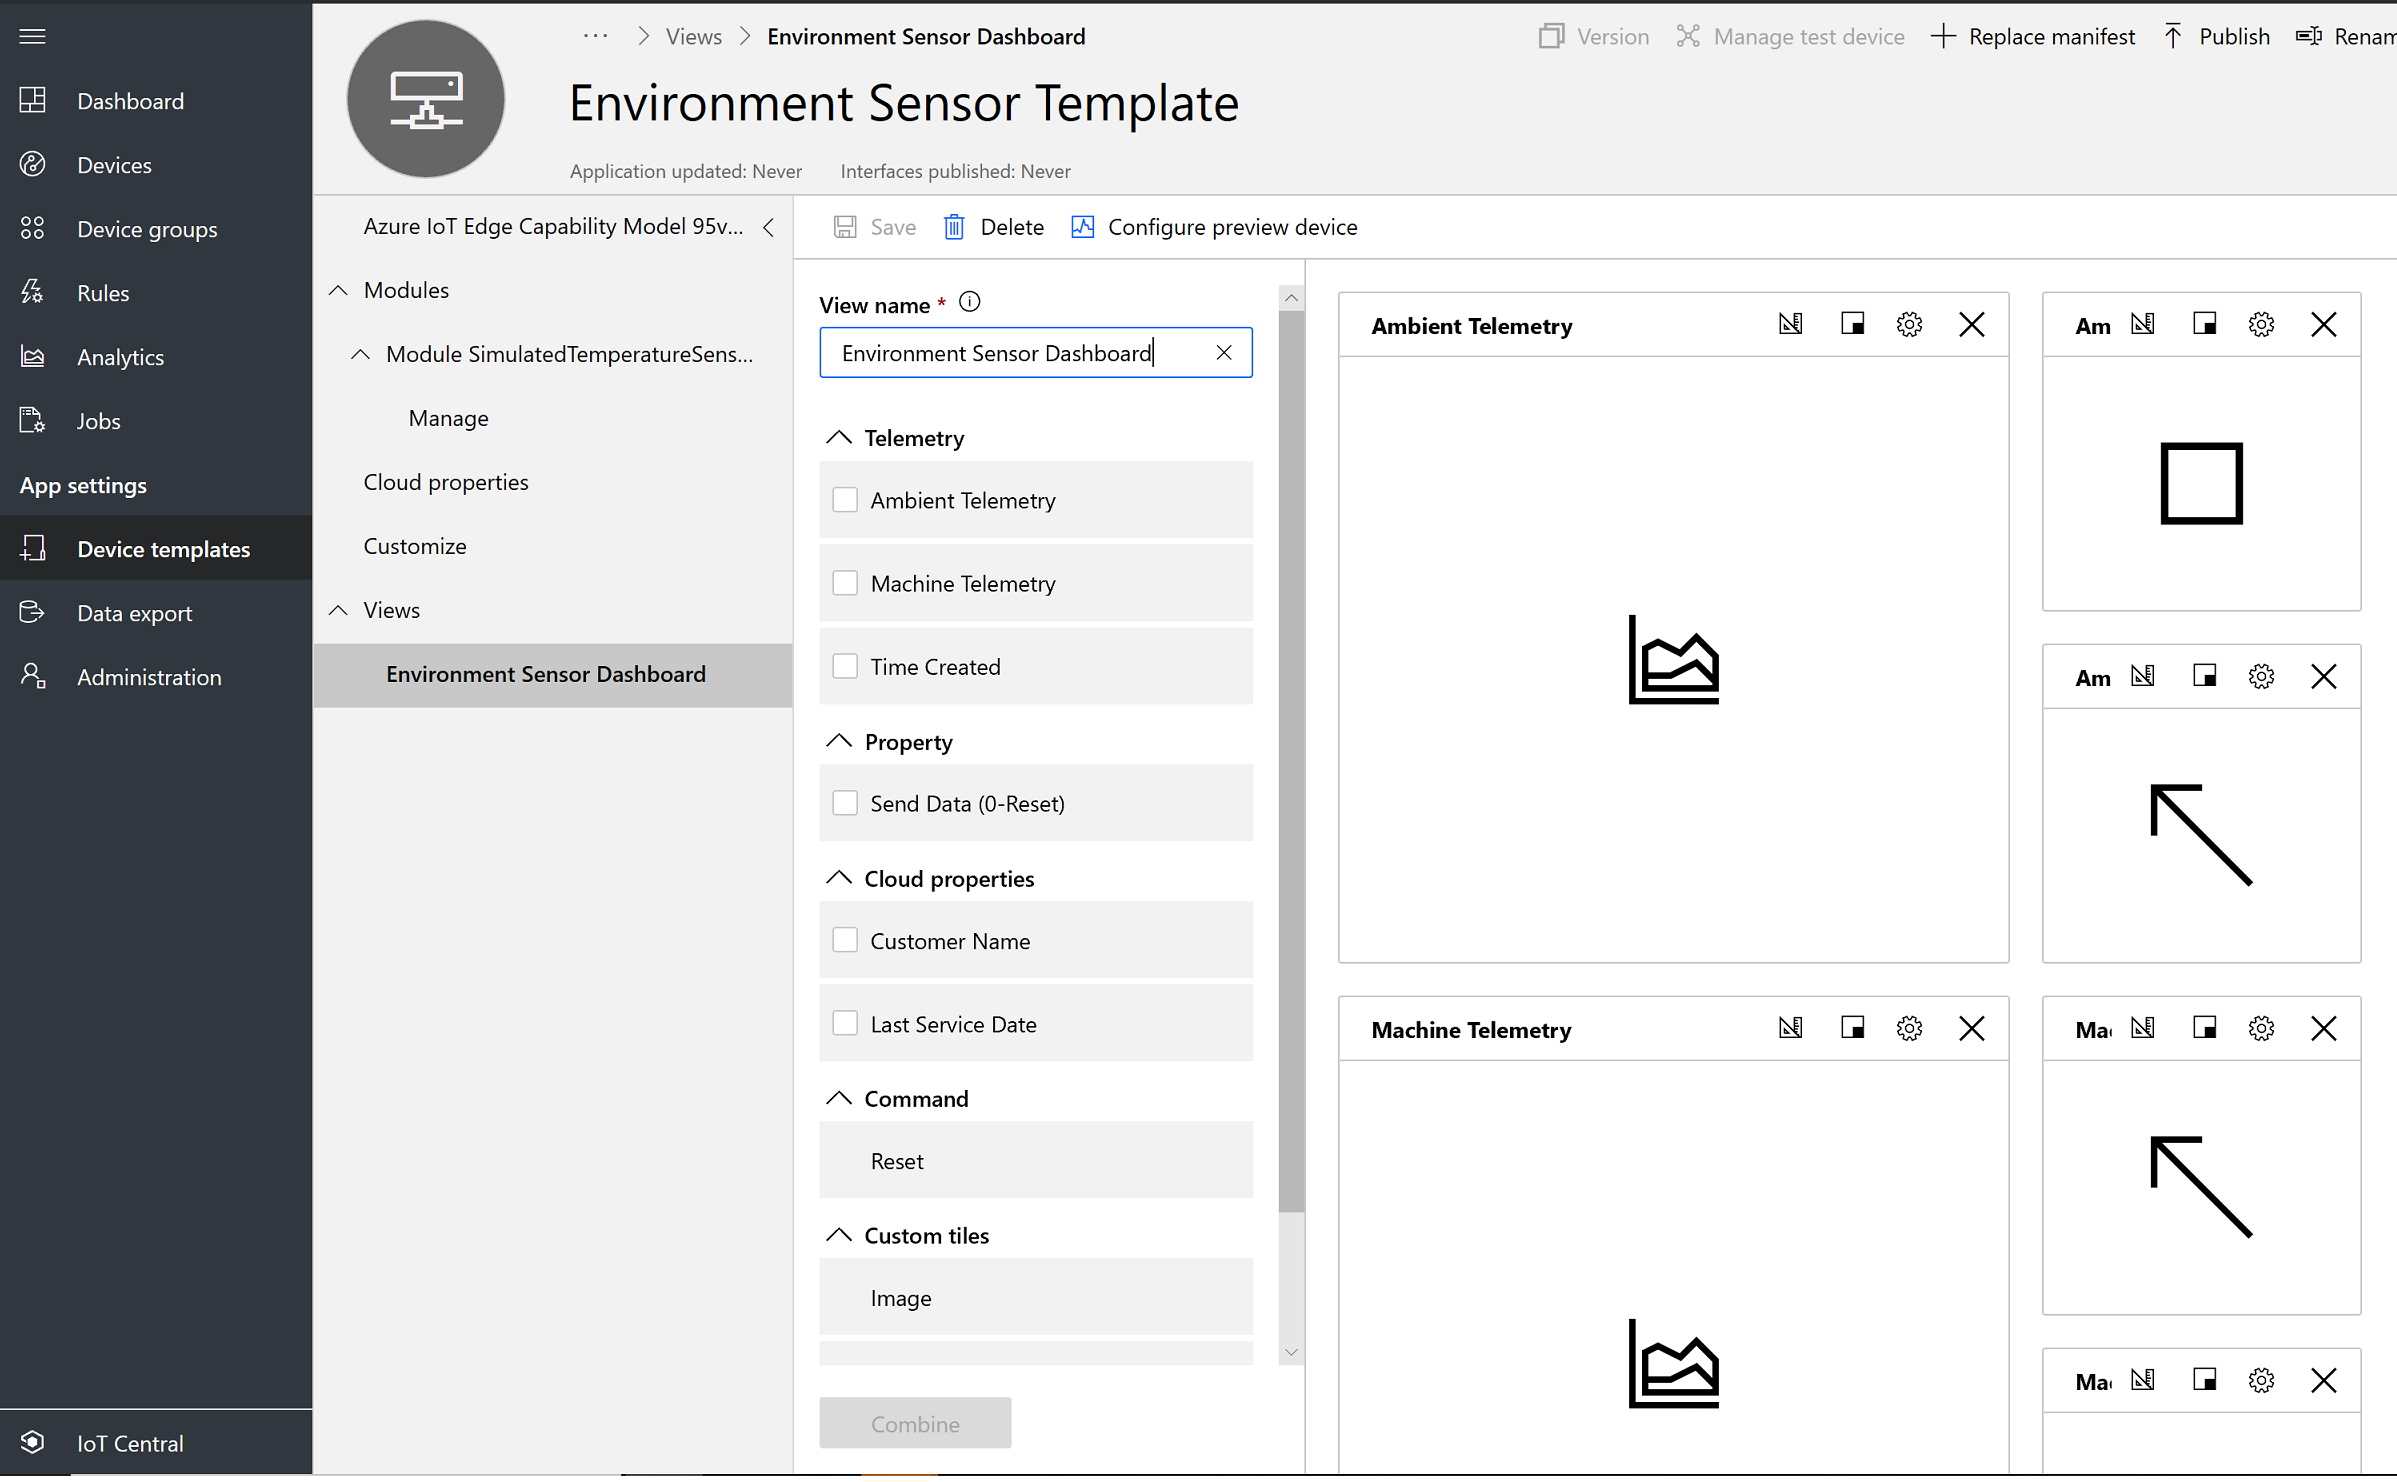 ··· > Views > Environment Sensor Dashboard
Version
Manage test device
Replace manifest
Publish
Renam
Environment Sensor Template
Application updated: Never
Interfaces published: Never
Dashboard
Devices
Device groups
Rules
Analytics
Jobs
App settings
Device templates
Data export
Administration
IoT Central
Azure IoT Edge Capability Model 95v...
Modules
Module SimulatedTemperatureSens...
Manage
Cloud properties
Customize
Views
Environment Sensor Dashboard
Save
Delete
Configure preview device
View name *
Environment Sensor Dashboard
Telemetry
Ambient Telemetry
Machine Telemetry
Time Created
Property
Send Data (0-Reset)
Cloud properties
Customer Name
Last Service Date
Command
Reset
Custom tiles
Image
Combine
Ambient Telemetry
Am
Am
Machine Telemetry
Ma
Ma